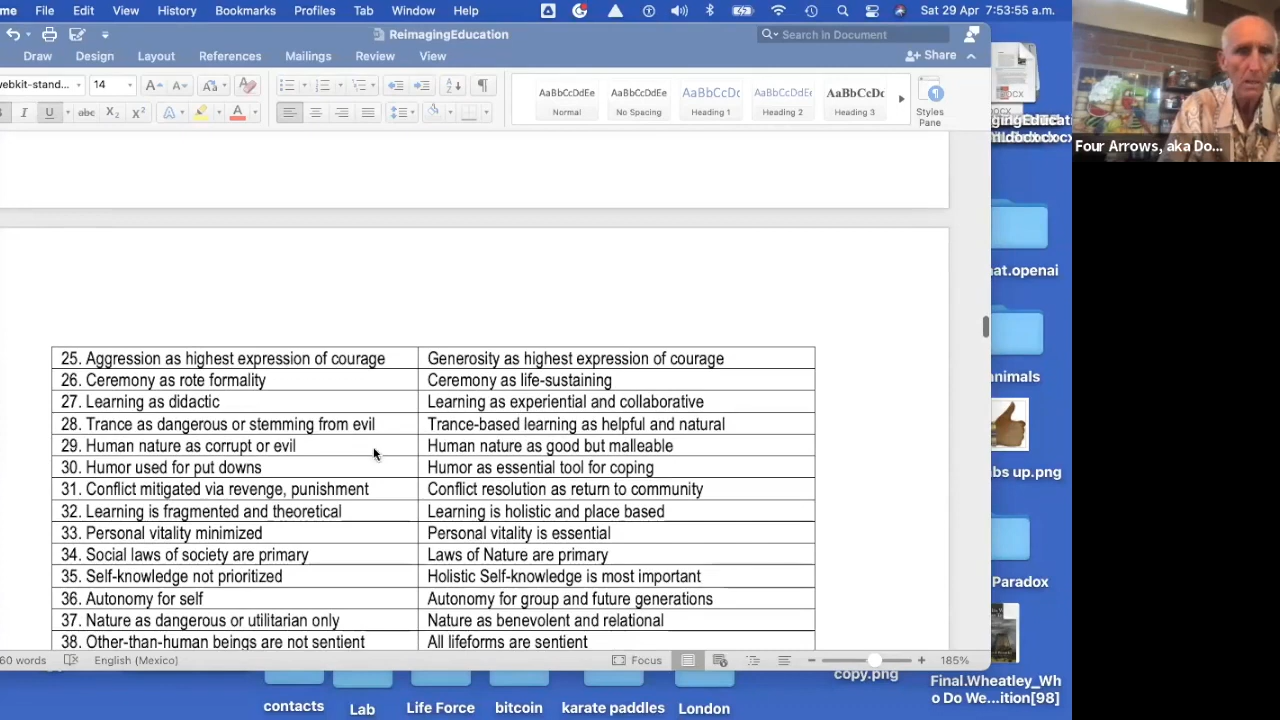 me File Edit View History Bookmarks Profiles Tab Window Help Sat 29 Apr 7:53:55 a.m.
ReimagingEducation Search in Document
Draw Design Layout References Mailings Review View Share
webkit-stand... 14 AaBbCcDdEe AaBbCcDdEe AaBbCcDc AaBbCcDdEe AaBbCcDc
Normal No Spacing Heading 1 Heading 2 Heading 3 Styles
Pane
25. Aggression as highest expression of courage Generosity as highest expression of courage
26. Ceremony as rote formality Ceremony as life-sustaining
27. Learning as didactic Learning as experiential and collaborative
28. Trance as dangerous or stemming from evil Trance-based learning as helpful and natural
29. Human nature as corrupt or evil Human nature as good but malleable
30. Humor used for put downs Humor as essential tool for coping
31. Conflict mitigated via revenge, punishment Conflict resolution as return to community
32. Learning is fragmented and theoretical Learning is holistic and place based
33. Personal vitality minimized Personal vitality is essential
34. Social laws of society are primary Laws of Nature are primary
35. Self-knowledge not prioritized Holistic Self-knowledge is most important
36. Autonomy for self Autonomy for group and future generations
37. Nature as dangerous or utilitarian only Nature as benevolent and relational
38. Other-than-human beings are not sentient All lifeforms are sentient
60 words English (Mexico) Focus 185%
Four Arrows, aka Do...
hat.openai
animals
bs up.png
Paradox
Final.Wheatley_Wh
o Do We...ition[98]
copy.png
contacts Lab Life Force bitcoin karate paddles London